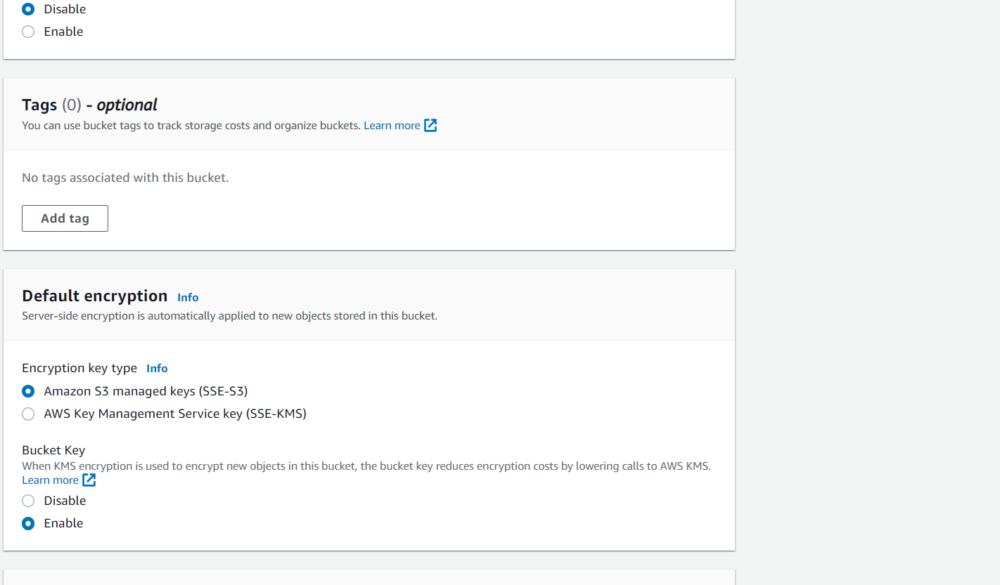 Disable
Enable
Tags (0) - optional
You can use bucket tags to track storage costs and organize buckets. Learn more
No tags associated with this bucket.
Add tag
Default encryption Info
Server-side encryption is automatically applied to new objects stored in this bucket.
Encryption key type Info
Amazon S3 managed keys (SSE-S3)
AWS Key Management Service key (SSE-KMS)
Bucket Key
When KMS encryption is used to encrypt new objects in this bucket, the bucket key reduces encryption costs by lowering calls to AWS KMS.
Learn more
Disable
Enable